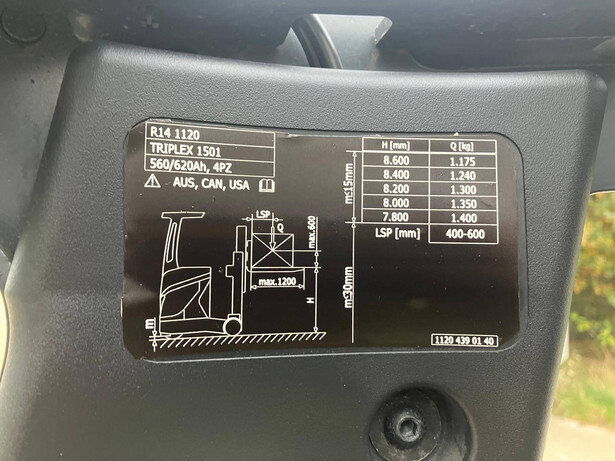 R14 1120
TRIPLEX 1501
560/620Ah, 4PZ
AUS, CAN, USA
LSP
Q
max.600
max.1200
H
m
m≤15mm
m≤30mm
H [mm] Q [kg]
8.600 1.175
8.400 1.240
8.200 1.300
8.000 1.350
7.800 1.400
LSP [mm] 400-600
1120 439 01 40